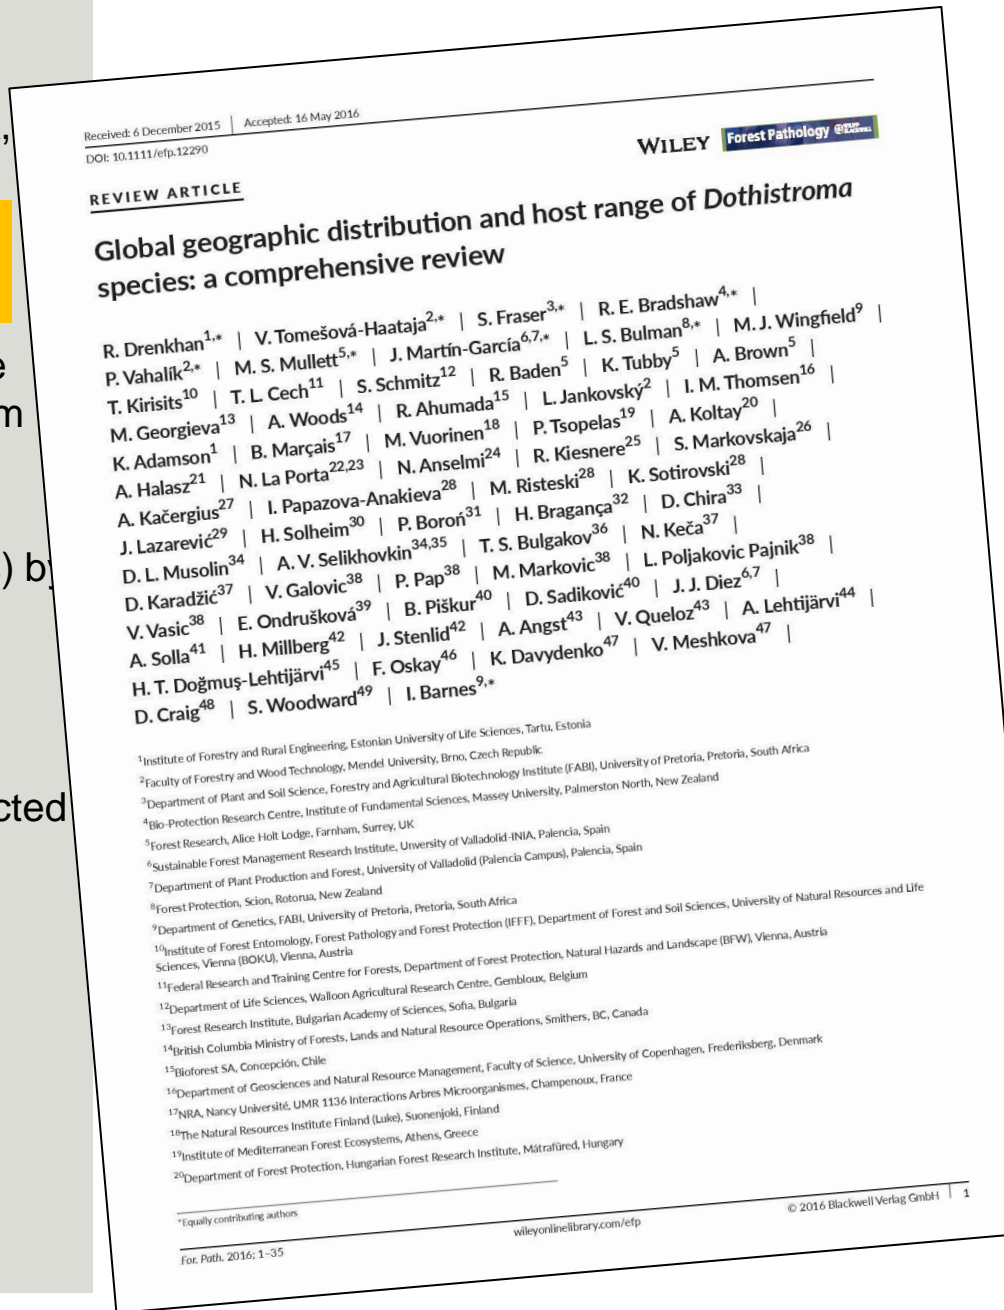 ,
e
m
) by
cted
Received: 6 December 2015 | Accepted: 16 May 2016
DOI: 10.1111/efp.12290
WILEY Forest Pathology
REVIEW ARTICLE
Global geographic distribution and host range of Dothistroma
species: a comprehensive review
R. Drenkhan1,* | V. Tomešová-Haataja2,* | S. Fraser3,* | R. E. Bradshaw4,* |
P. Vahalík2,* | M. S. Mullett5,* | J. Martín-García6,7,* | L. S. Bulman8,* | M. J. Wingfield9 |
T. Kirisits10 | T. L. Cech11 | S. Schmitz12 | R. Baden5 | K. Tubby5 | A. Brown5 |
M. Georgieva13 | A. Woods14 | R. Ahumada15 | L. Jankovský2 | I. M. Thomsen16 |
K. Adamson1 | B. Marçais17 | M. Vuorinen18 | P. Tsopelas19 | A. Koltay20 |
A. Halasz21 | N. La Porta22,23 | N. Anselmi24 | R. Kiesnere25 | S. Markovskaja26 |
A. Kačergius27 | I. Papazova-Anakieva28 | M. Risteski28 | K. Sotirovski28 |
J. Lazarević29 | H. Solheim30 | P. Boroń31 | H. Bragança32 | D. Chira33 |
D. L. Musolin34 | A. V. Selikhovkin34,35 | T. S. Bulgakov36 | N. Keča37 |
D. Karadžić37 | V. Galovic38 | P. Pap38 | M. Markovic38 | L. Poljakovic Pajnik38 |
V. Vasic38 | E. Ondrušková39 | B. Piškur40 | D. Sadiković40 | J. J. Diez6,7 |
A. Solla41 | H. Millberg42 | J. Stenlid42 | A. Angst43 | V. Queloz43 | A. Lehtijärvi44 |
H. T. Doğmuş-Lehtijärvi45 | F. Oskay46 | K. Davydenko47 | V. Meshkova47 |
D. Craig48 | S. Woodward49 | I. Barnes9,*
1Institute of Forestry and Rural Engineering, Estonian University of Life Sciences, Tartu, Estonia
2Faculty of Forestry and Wood Technology, Mendel University, Brno, Czech Republic
3Department of Plant and Soil Science, Forestry and Agricultural Biotechnology Institute (FABI), University of Pretoria, Pretoria, South Africa
4Bio-Protection Research Centre, Institute of Fundamental Sciences, Massey University, Palmerston North, New Zealand
5Forest Research, Alice Holt Lodge, Farnham, Surrey, UK
6Sustainable Forest Management Research Institute, Unversity of Valladolid-INIA, Palencia, Spain
7Department of Plant Production and Forest, University of Valladolid (Palencia Campus), Palencia, Spain
8Forest Protection, Scion, Rotorua, New Zealand
9Department of Genetics, FABI, University of Pretoria, Pretoria, South Africa
10Institute of Forest Entomology, Forest Pathology and Forest Protection (IFFF), Department of Forest and Soil Sciences, University of Natural Resources and Life
Sciences, Vienna (BOKU), Vienna, Austria
11Federal Research and Training Centre for Forests, Department of Forest Protection, Natural Hazards and Landscape (BFW), Vienna, Austria
12Department of Life Sciences, Walloon Agricultural Research Centre, Gembloux, Belgium
13Forest Research Institute, Bulgarian Academy of Sciences, Sofia, Bulgaria
14British Columbia Ministry of Forests, Lands and Natural Resource Operations, Smithers, BC, Canada
15Bioforest SA, Concepción, Chile
16Department of Geosciences and Natural Resource Management, Faculty of Science, University of Copenhagen, Frederiksberg, Denmark
17NRA, Nancy Université, UMR 1136 Interactions Arbres Microorganismes, Champenoux, France
18The Natural Resources Institute Finland (Luke), Suonenjoki, Finland
19Institute of Mediterranean Forest Ecosystems, Athens, Greece
20Department of Forest Protection, Hungarian Forest Research Institute, Mátrafüred, Hungary
*Equally contributing authors
For. Path. 2016; 1–35 wileyonlinelibrary.com/efp © 2016 Blackwell Verlag GmbH | 1